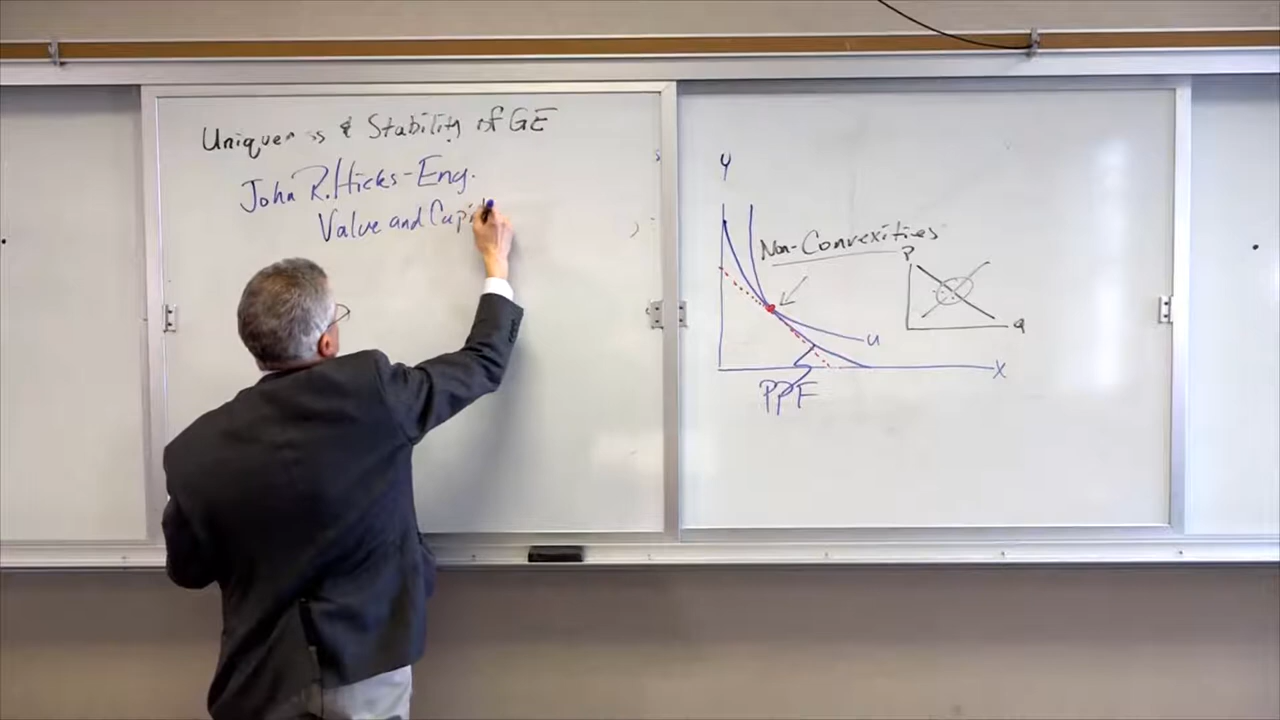 Uniqueness & Stability of GE
John R. Hicks-Eng.
Value and Capi
Y
Non-Convexities
P
Q
U
X
PPF